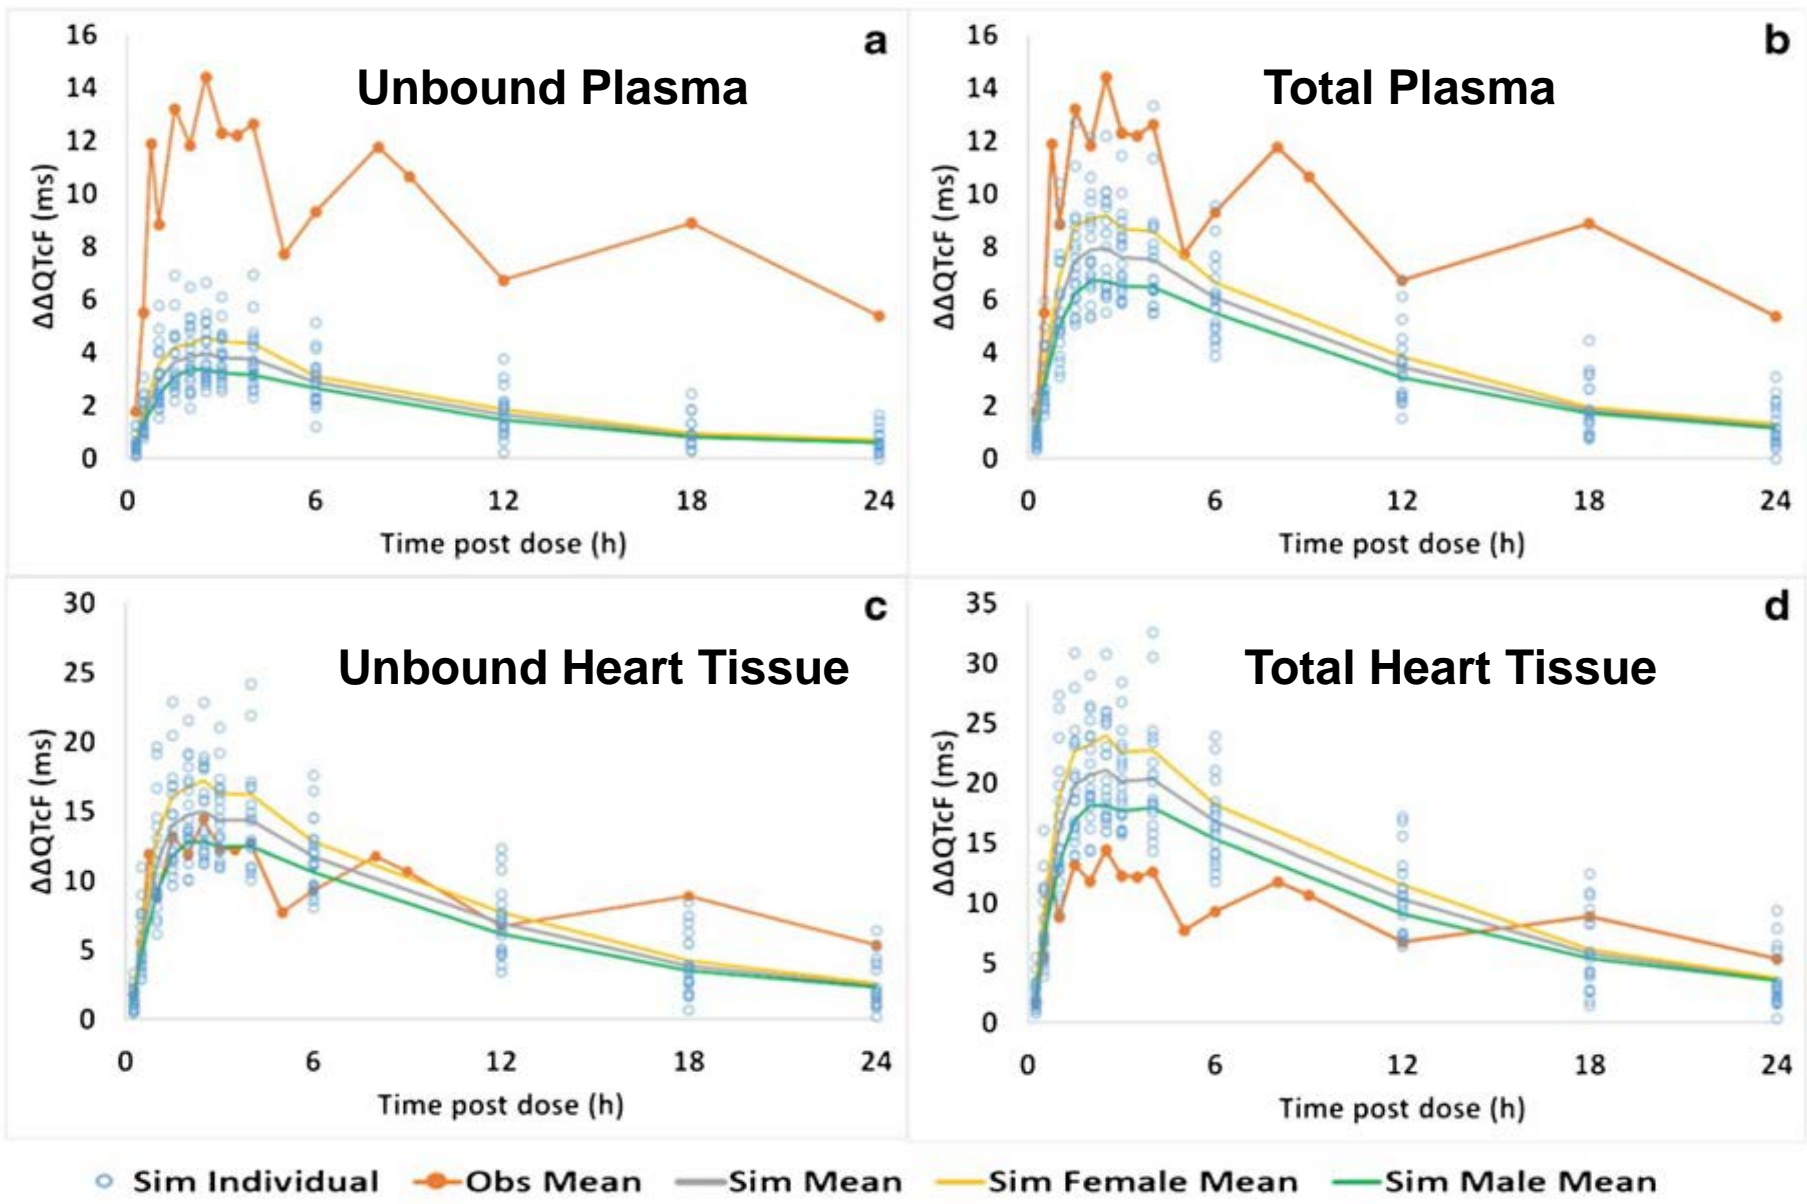 a
Unbound Plasma
16
14
12
10
8
6
4
2
0
ΔΔQTcF (ms)
0 6 12 18 24
Time post dose (h)
b
Total Plasma
16
14
12
10
8
6
4
2
0
ΔΔQTcF (ms)
0 6 12 18 24
Time post dose (h)
c
Unbound Heart Tissue
30
25
20
15
10
5
0
ΔΔQTcF (ms)
0 6 12 18 24
Time post dose (h)
d
Total Heart Tissue
35
30
25
20
15
10
5
0
ΔΔQTcF (ms)
0 6 12 18 24
Time post dose (h)
Sim Individual Obs Mean Sim Mean Sim Female Mean Sim Male Mean